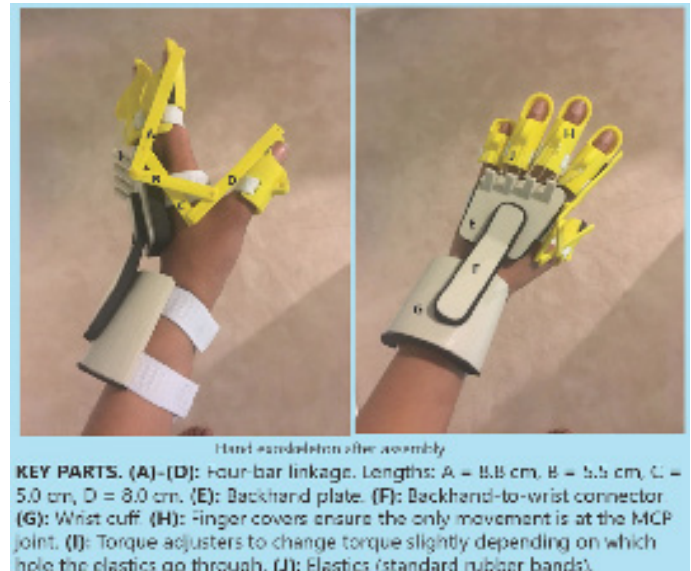 A
B
C
D
H
J
E
F
G
Hand exoskeleton after assembly
KEY PARTS. (A)-(D): Four-bar linkage. Lengths: A = 8.8 cm, B = 5.5 cm, C =
5.0 cm, D = 8.0 cm. (E): Backhand plate. (F): Backhand-to-wrist connector.
(G): Wrist cuff. (H): Finger covers ensure the only movement is at the MCP
joint. (I): Torque adjusters to change torque slightly depending on which
hole the elastics go through. (J): Elastics (standard rubber bands).